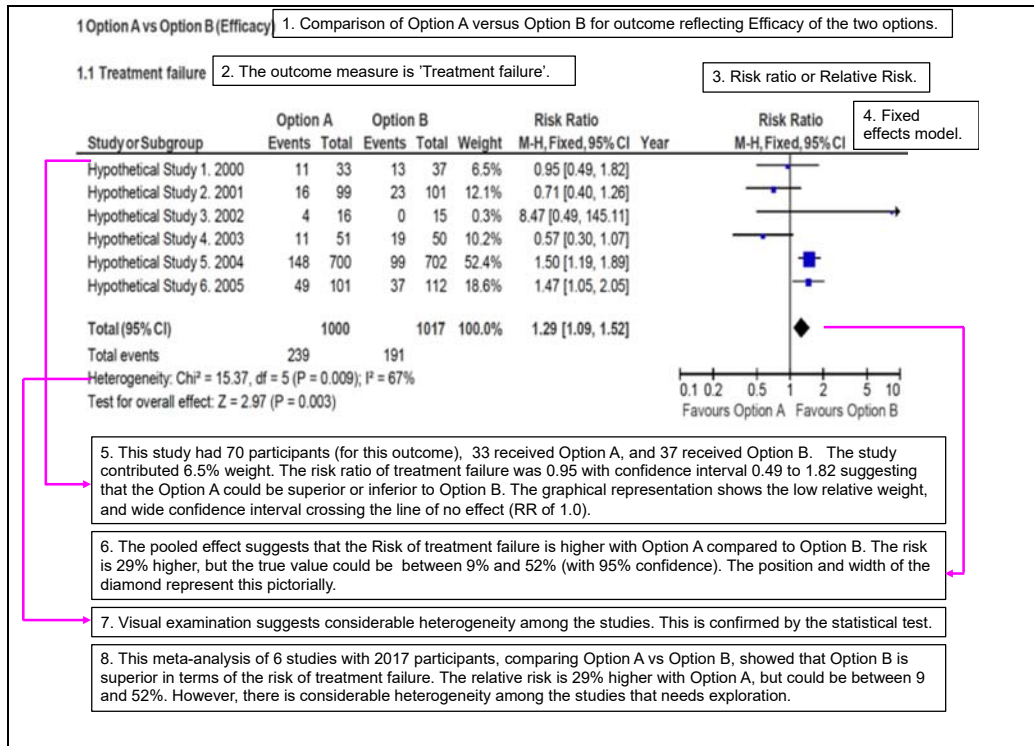 1 Option A vs Option B (Efficacy)
1. Comparison of Option A versus Option B for outcome reflecting Efficacy of the two options.
1.1 Treatment failure
2. The outcome measure is 'Treatment failure'.
3. Risk ratio or Relative Risk.
4. Fixed
effects model.
Option A Option B Risk Ratio Risk Ratio
Study or Subgroup Events Total Events Total Weight M-H, Fixed, 95% CI Year M-H, Fixed, 95% CI
Hypothetical Study 1. 2000 11 33 13 37 6.5% 0.95 [0.49, 1.82]
Hypothetical Study 2. 2001 16 99 23 101 12.1% 0.71 [0.40, 1.26]
Hypothetical Study 3. 2002 4 16 0 15 0.3% 8.47 [0.49, 145.11]
Hypothetical Study 4. 2003 11 51 19 50 10.2% 0.57 [0.30, 1.07]
Hypothetical Study 5. 2004 148 700 99 702 52.4% 1.50 [1.19, 1.89]
Hypothetical Study 6. 2005 49 101 37 112 18.6% 1.47 [1.05, 2.05]
Total (95% CI) 1000 1017 100.0% 1.29 [1.09, 1.52]
Total events 239 191
Heterogeneity: Chi² = 15.37, df = 5 (P = 0.009); I² = 67%
Test for overall effect: Z = 2.97 (P = 0.003)
0.1 0.2 0.5 1 2 5 10
Favours Option A Favours Option B
5. This study had 70 participants (for this outcome), 33 received Option A, and 37 received Option B. The study
contributed 6.5% weight. The risk ratio of treatment failure was 0.95 with confidence interval 0.49 to 1.82 suggesting
that the Option A could be superior or inferior to Option B. The graphical representation shows the low relative weight,
and wide confidence interval crossing the line of no effect (RR of 1.0).
6. The pooled effect suggests that the Risk of treatment failure is higher with Option A compared to Option B. The risk
is 29% higher, but the true value could be between 9% and 52% (with 95% confidence). The position and width of the
diamond represent this pictorially.
7. Visual examination suggests considerable heterogeneity among the studies. This is confirmed by the statistical test.
8. This meta-analysis of 6 studies with 2017 participants, comparing Option A vs Option B, showed that Option B is
superior in terms of the risk of treatment failure. The relative risk is 29% higher with Option A, but could be between 9
and 52%. However, there is considerable heterogeneity among the studies that needs exploration.